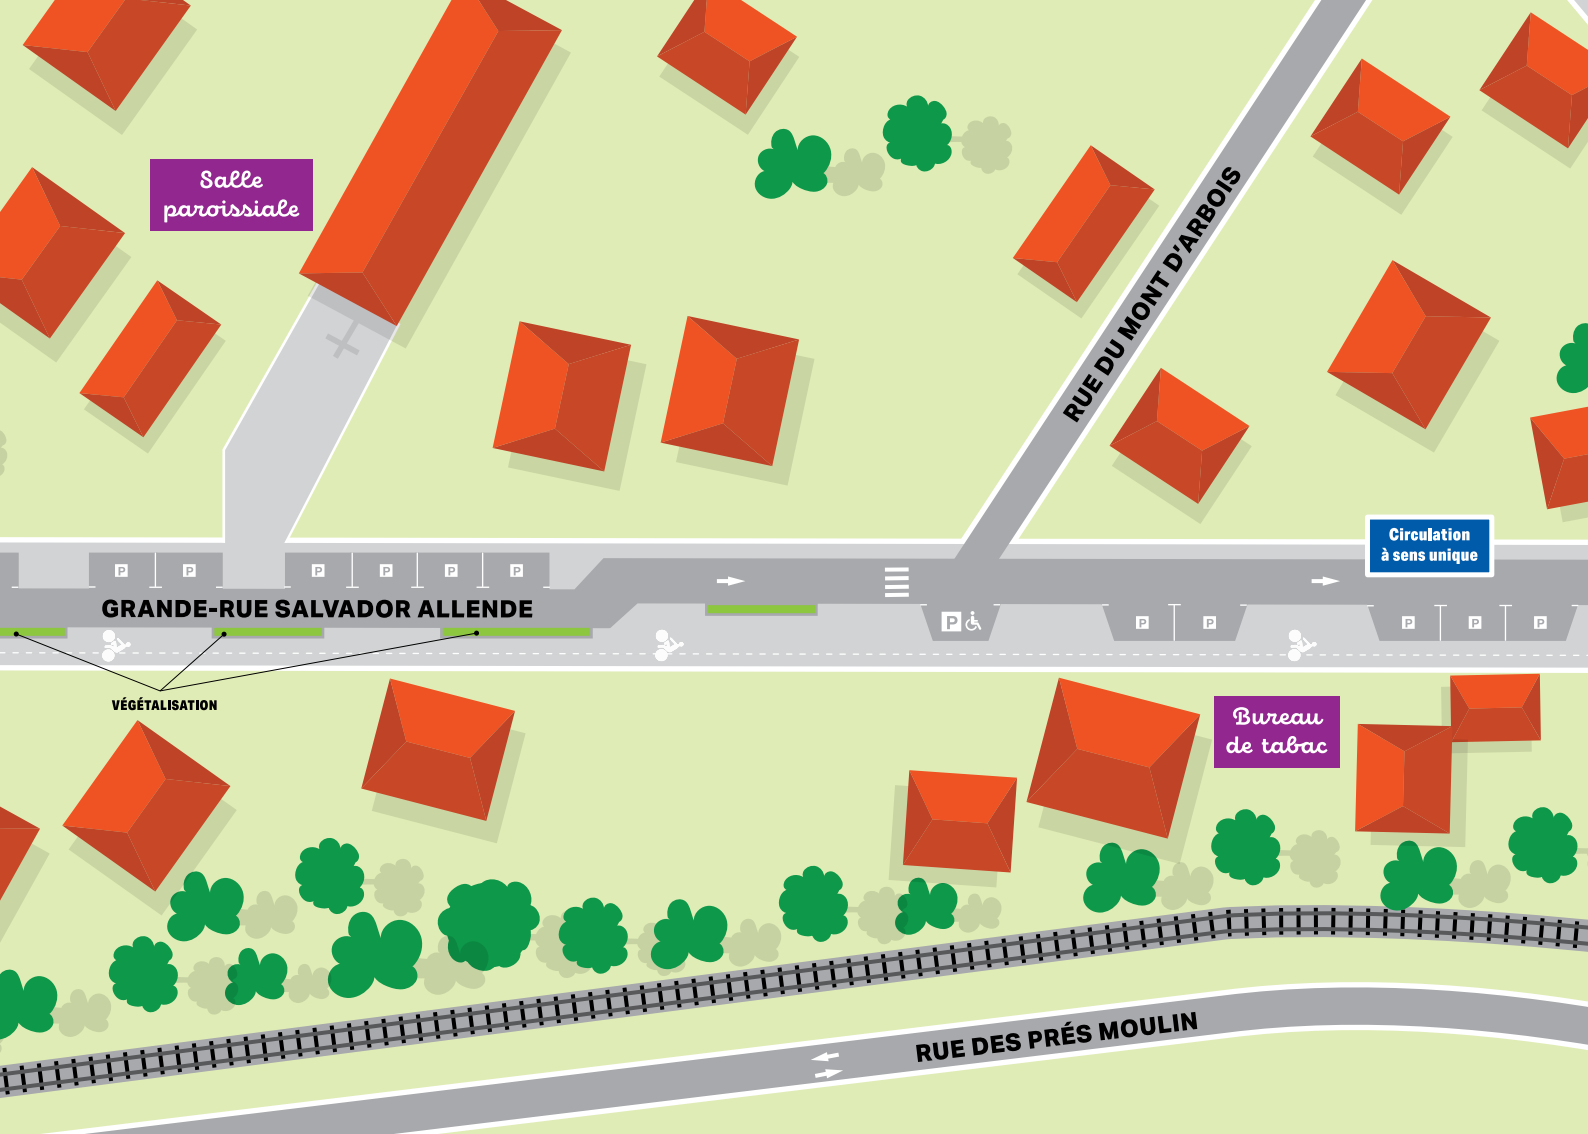 Salle
paroissiale
RUE DU MONT D'ARBOIS
Circulation
à sens unique
P
P
P
P
P
P
GRANDE-RUE SALVADOR ALLENDE
P
P
P
P
P
P
VÉGÉTALISATION
Bureau
de tabac
RUE DES PRÉS MOULIN